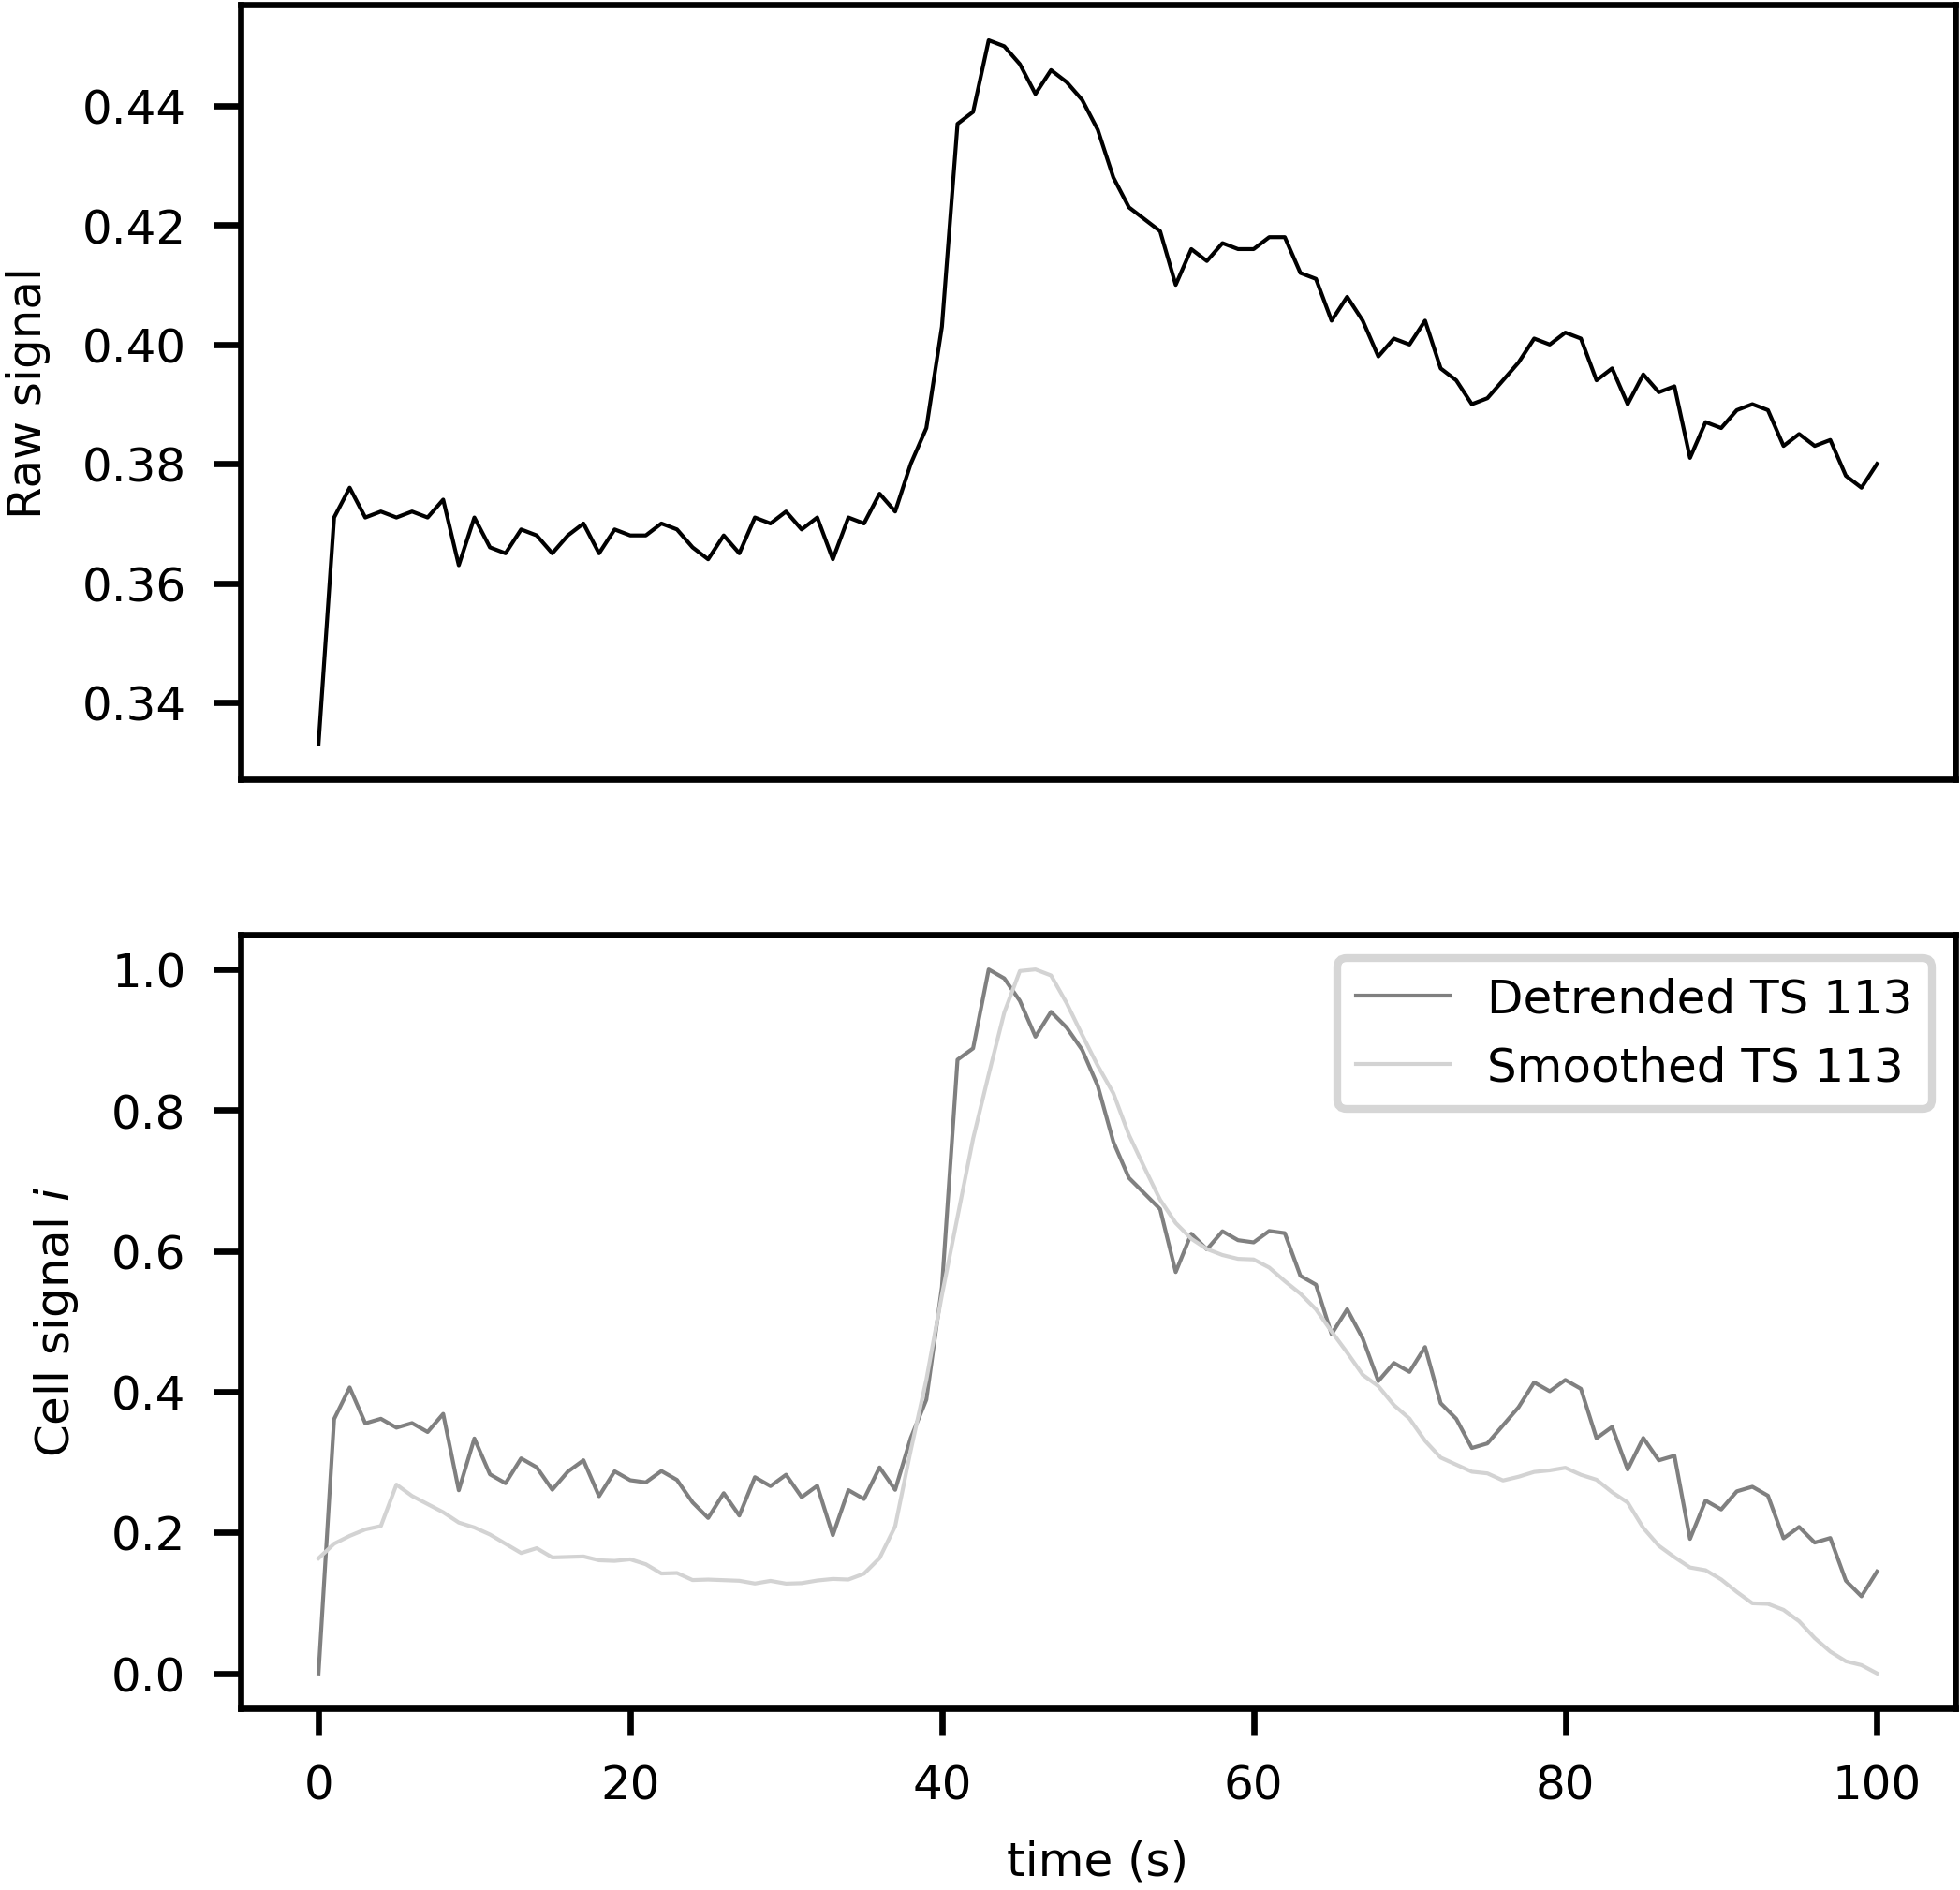 Raw signal
0.44
0.42
0.40
0.38
0.36
0.34
Cell signal i
1.0
0.8
0.6
0.4
0.2
0.0
Detrended TS 113
Smoothed TS 113
0 20 40 60 80 100
time (s)